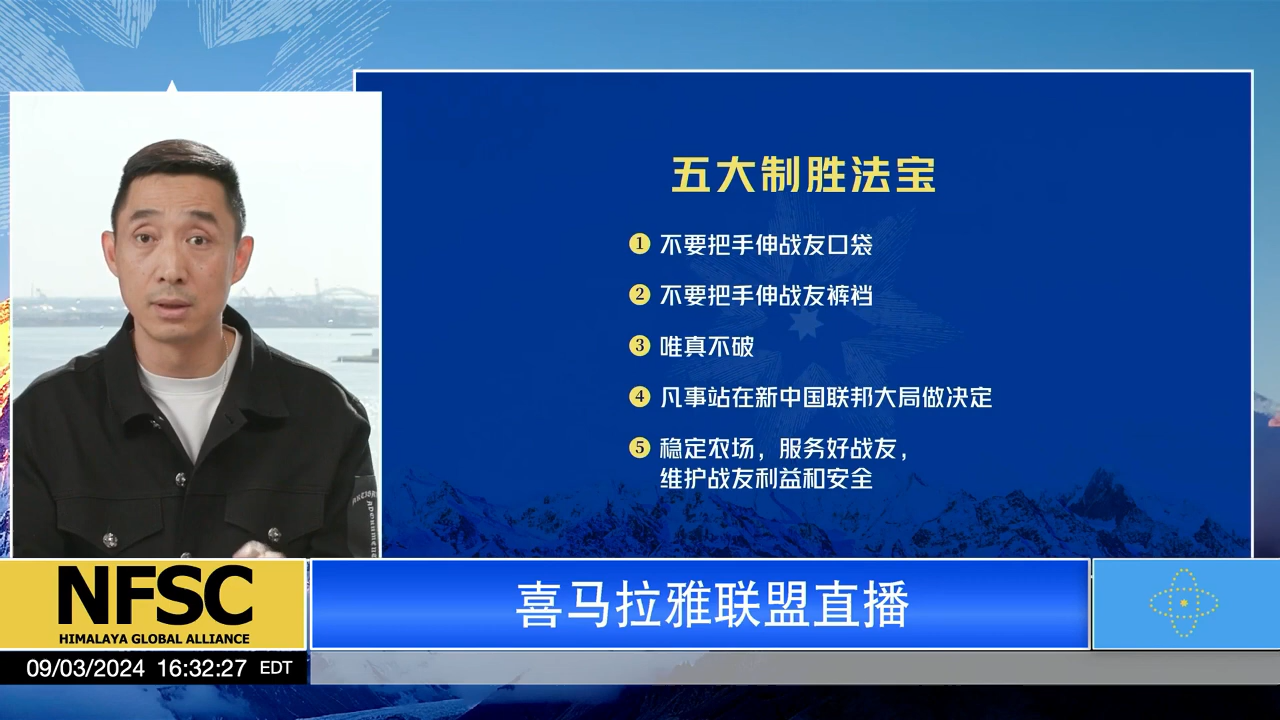 五大制胜法宝
1 不要把手伸战友口袋
2 不要把手伸战友裤裆
3 唯真不破
4 凡事站在新中国联邦大局做决定
5 稳定农场，服务好战友，
维护战友利益和安全
NFSC
HIMALAYA GLOBAL ALLIANCE
喜马拉雅联盟直播
09/03/2024 16:32:27 EDT